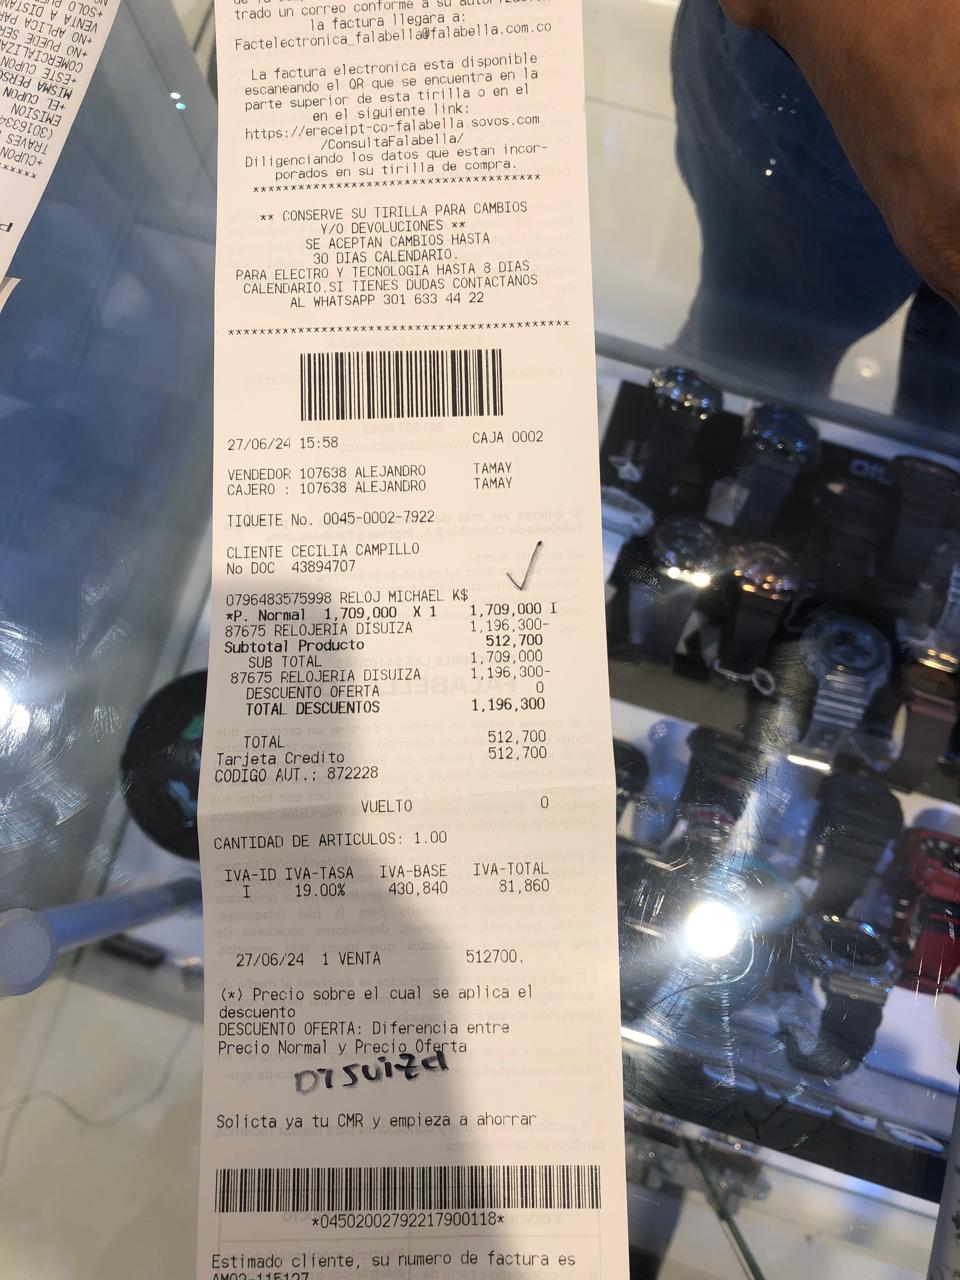 trado un correo conforme a su
la factura llegara a:
Factelectronica_falabella@falabella.com.co
La factura electronica esta disponible
escaneando el QR que se encuentra en la
parte superior de esta tirilla o en el
en el siguiente link:
https://ereceipt-co-falabella.sovos.com
/ConsultaFalabella/
Diligenciando los datos que estan incor-
porados en su tirilla de compra.
****************************************
** CONSERVE SU TIRILLA PARA CAMBIOS
Y/O DEVOLUCIONES **
SE ACEPTAN CAMBIOS HASTA
30 DIAS CALENDARIO.
PARA ELECTRO Y TECNOLOGIA HASTA 8 DIAS
CALENDARIO.SI TIENES DUDAS CONTACTANOS
AL WHATSAPP 301 633 44 22
************************************************
27/06/24 15:58 CAJA 0002
VENDEDOR 107638 ALEJANDRO TAMAY
CAJERO : 107638 ALEJANDRO TAMAY
TIQUETE No. 0045-0002-7922
CLIENTE CECILIA CAMPILLO
No DOC 43894707
0796483575998 RELOJ MICHAEL K$
*P. Normal 1,709,000 X 1 1,709,000 I
87675 RELOJERIA DISUIZA 1,196,300-
Subtotal Producto 512,700
SUB TOTAL 1,709,000
87675 RELOJERIA DISUIZA 1,196,300-
DESCUENTO OFERTA 0
TOTAL DESCUENTOS 1,196,300
TOTAL 512,700
Tarjeta Credito 512,700
CODIGO AUT.: 872228
VUELTO 0
CANTIDAD DE ARTICULOS: 1.00
IVA-ID IVA-TASA IVA-BASE IVA-TOTAL
I 19.00% 430,840 81,860
27/06/24 1 VENTA 512700.
(*) Precio sobre el cual se aplica el
descuento
DESCUENTO OFERTA: Diferencia entre
Precio Normal y Precio Oferta
DISUIZA
Solicta ya tu CMR y empieza a ahorrar
*04502002792217900118*
Estimado cliente, su numero de factura es